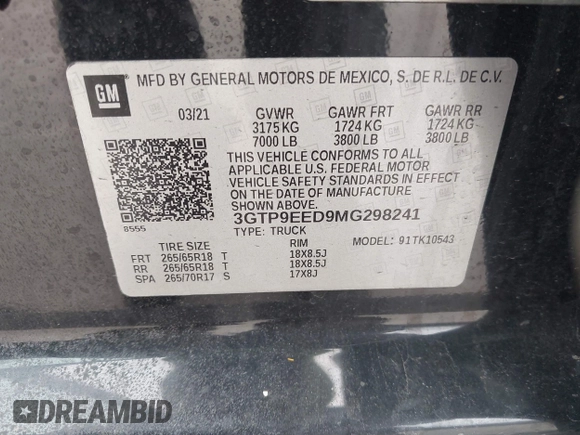 GM
MFD BY GENERAL MOTORS DE MEXICO, S. DE R.L. DE C.V.
03/21 GVWR GAWR FRT GAWR RR
3175 KG 1724 KG 1724 KG
7000 LB 3800 LB 3800 LB
THIS VEHICLE CONFORMS TO ALL
APPLICABLE U.S. FEDERAL MOTOR
VEHICLE SAFETY STANDARDS IN EFFECT
ON THE DATE OF MANUFACTURE
SHOWN ABOVE.
8555 3GTP9EED9MG298241
TYPE: TRUCK MODEL: 91TK10543
TIRE SIZE RIM
FRT 265/65R18 T 18X8.5J
RR 265/65R18 T 18X8.5J
SPA 265/70R17 S 17X8J
DREAMBID